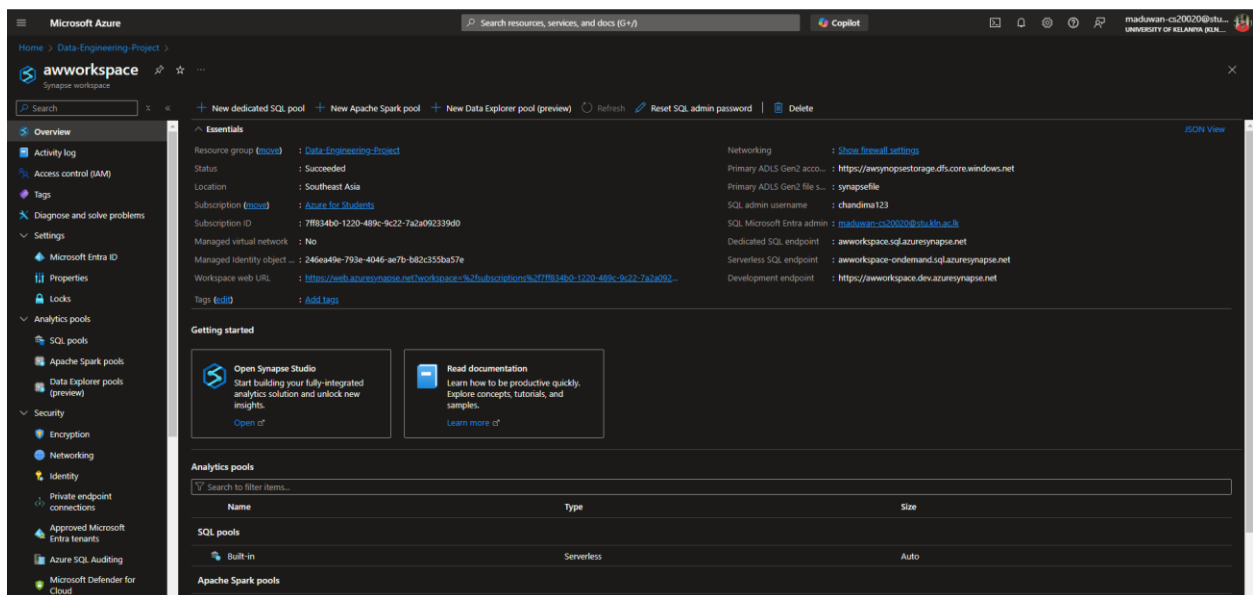 Microsoft Azure
Search resources, services, and docs (G+/)
Copilot
maduwan-cs20020@stu...
UNIVERSITY OF KELANIYA (KLN....
Home > Data-Engineering-Project >
awworkspace
Synapse workspace
Search
Overview
Activity log
Access control (IAM)
Tags
Diagnose and solve problems
Settings
Microsoft Entra ID
Properties
Locks
Analytics pools
SQL pools
Apache Spark pools
Data Explorer pools
(preview)
Security
Encryption
Networking
Identity
Private endpoint
connections
Approved Microsoft
Entra tenants
Azure SQL Auditing
Microsoft Defender for
Cloud
New dedicated SQL pool New Apache Spark pool New Data Explorer pool (preview) Refresh Reset SQL admin password Delete
Essentials
JSON View
Resource group (move) : Data-Engineering-Project
Status : Succeeded
Location : Southeast Asia
Subscription (move) : Azure for Students
Subscription ID : 7ff834b0-1220-489c-9c22-7a2a092339d0
Managed virtual network : No
Managed Identity object ... : 246ea49e-793e-4046-ae7b-b82c355ba57e
Workspace web URL : https://web.azuresynapse.net?workspace=%2fsubscriptions%2f7ff834b0-1220-489c-9c22-7a2a092...
Tags (edit) : Add tags
Networking : Show firewall settings
Primary ADLS Gen2 acco... : https://awsynopsestorage.dfs.core.windows.net
Primary ADLS Gen2 file s... : synapsefile
SQL admin username : chandima123
SQL Microsoft Entra admin : maduwan-cs20020@stu.kln.ac.lk
Dedicated SQL endpoint : awworkspace.sql.azuresynapse.net
Serverless SQL endpoint : awworkspace-ondemand.sql.azuresynapse.net
Development endpoint : https://awworkspace.dev.azuresynapse.net
Getting started
Open Synapse Studio
Start building your fully-integrated
analytics solution and unlock new
insights.
Open
Read documentation
Learn how to be productive quickly.
Explore concepts, tutorials, and
samples.
Learn more
Analytics pools
Search to filter items...
Name Type Size
SQL pools
Built-in Serverless Auto
Apache Spark pools